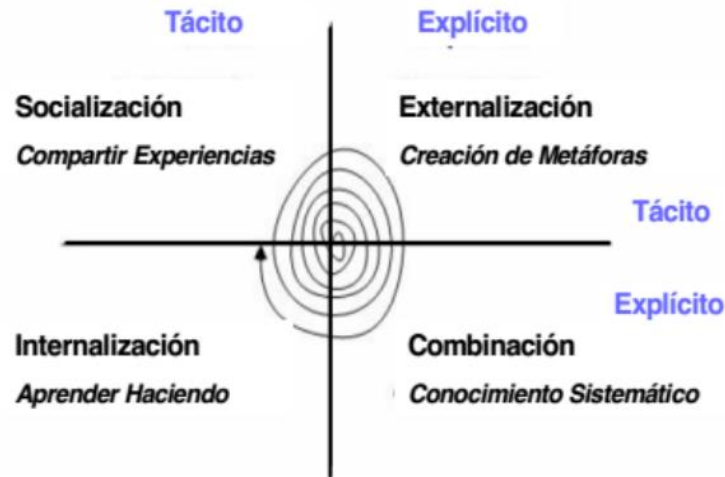 Tácito
Explícito
Socialización
Compartir Experiencias
Externalización
Creación de Metáforas
Tácito
Explícito
Internalización
Aprender Haciendo
Combinación
Conocimiento Sistemático